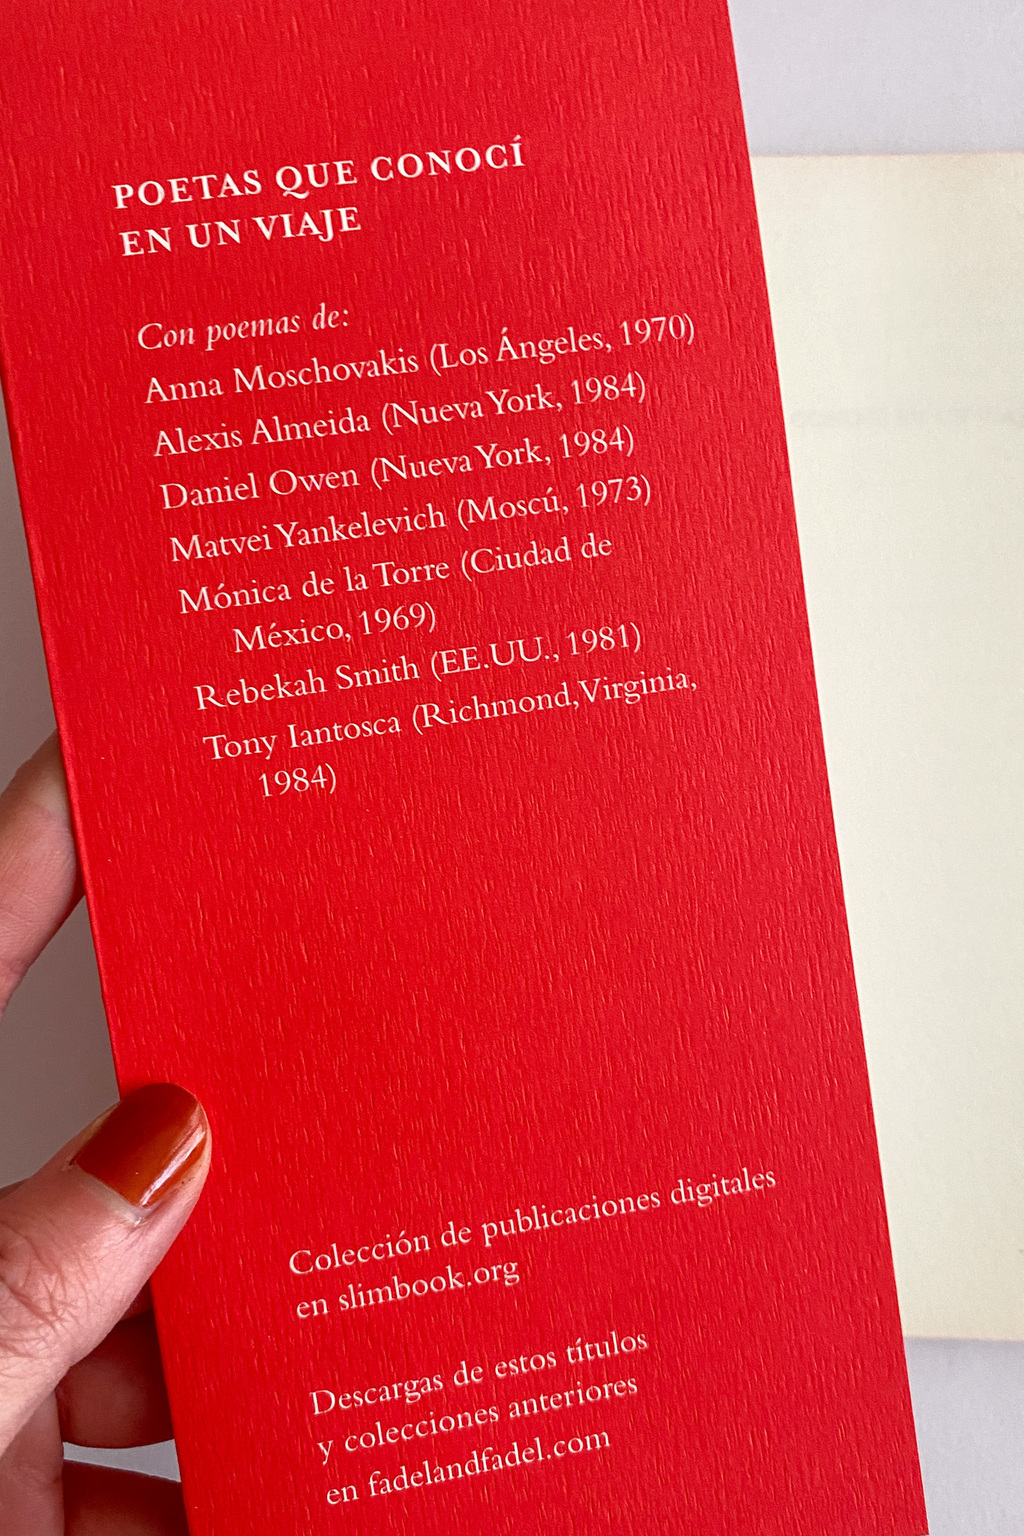 POETAS QUE CONOCÍ
EN UN VIAJE
Con poemas de:
Anna Moschovakis (Los Ángeles, 1970)
Alexis Almeida (Nueva York, 1984)
Daniel Owen (Nueva York, 1984)
Matvei Yankelevich (Moscú, 1973)
Mónica de la Torre (Ciudad de
México, 1969)
Rebekah Smith (EE.UU., 1981)
Tony Iantosca (Richmond, Virginia,
1984)
Colección de publicaciones digitales
en slimbook.org
Descargas de estos títulos
y colecciones anteriores
en fadelandfadel.com